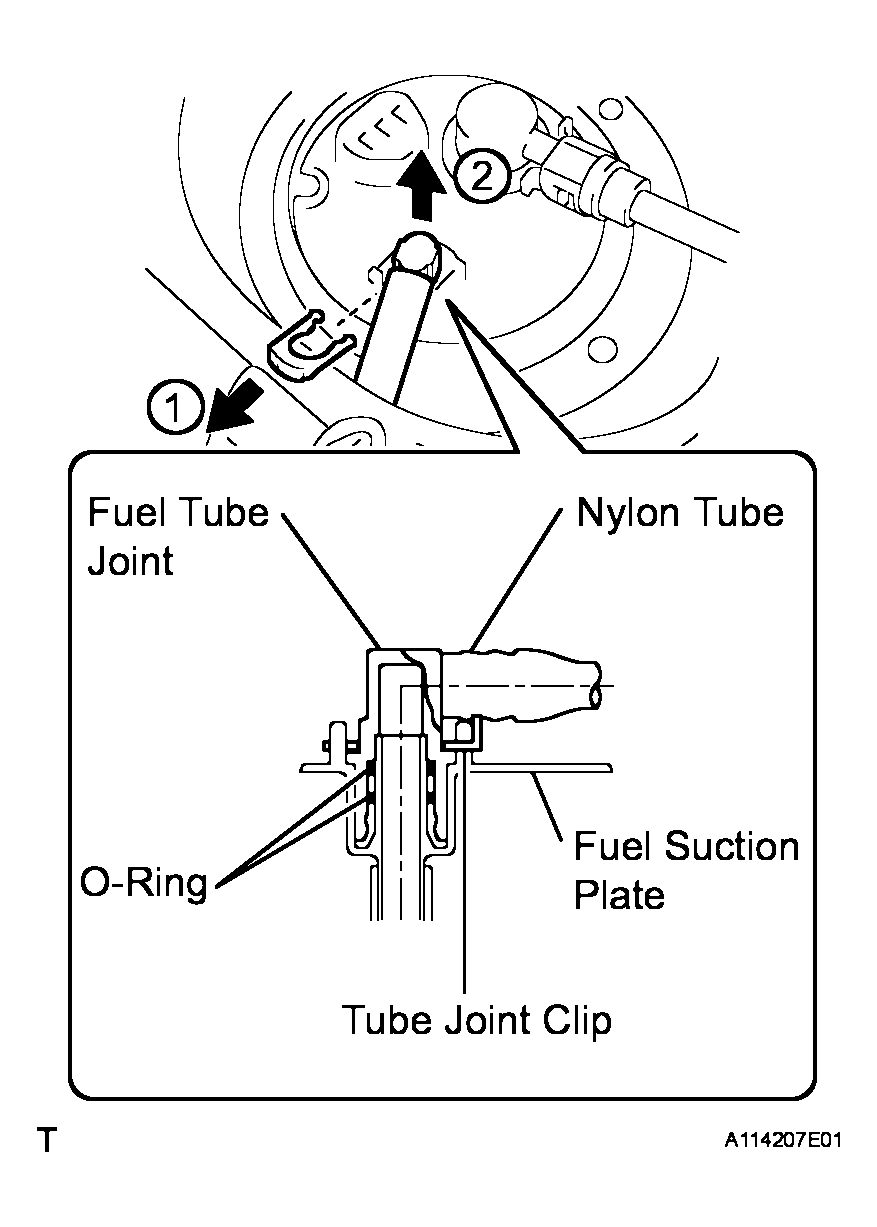 2
1
Fuel Tube
Joint
Nylon Tube
O-Ring
Fuel Suction
Plate
Tube Joint Clip
T
A114207E01